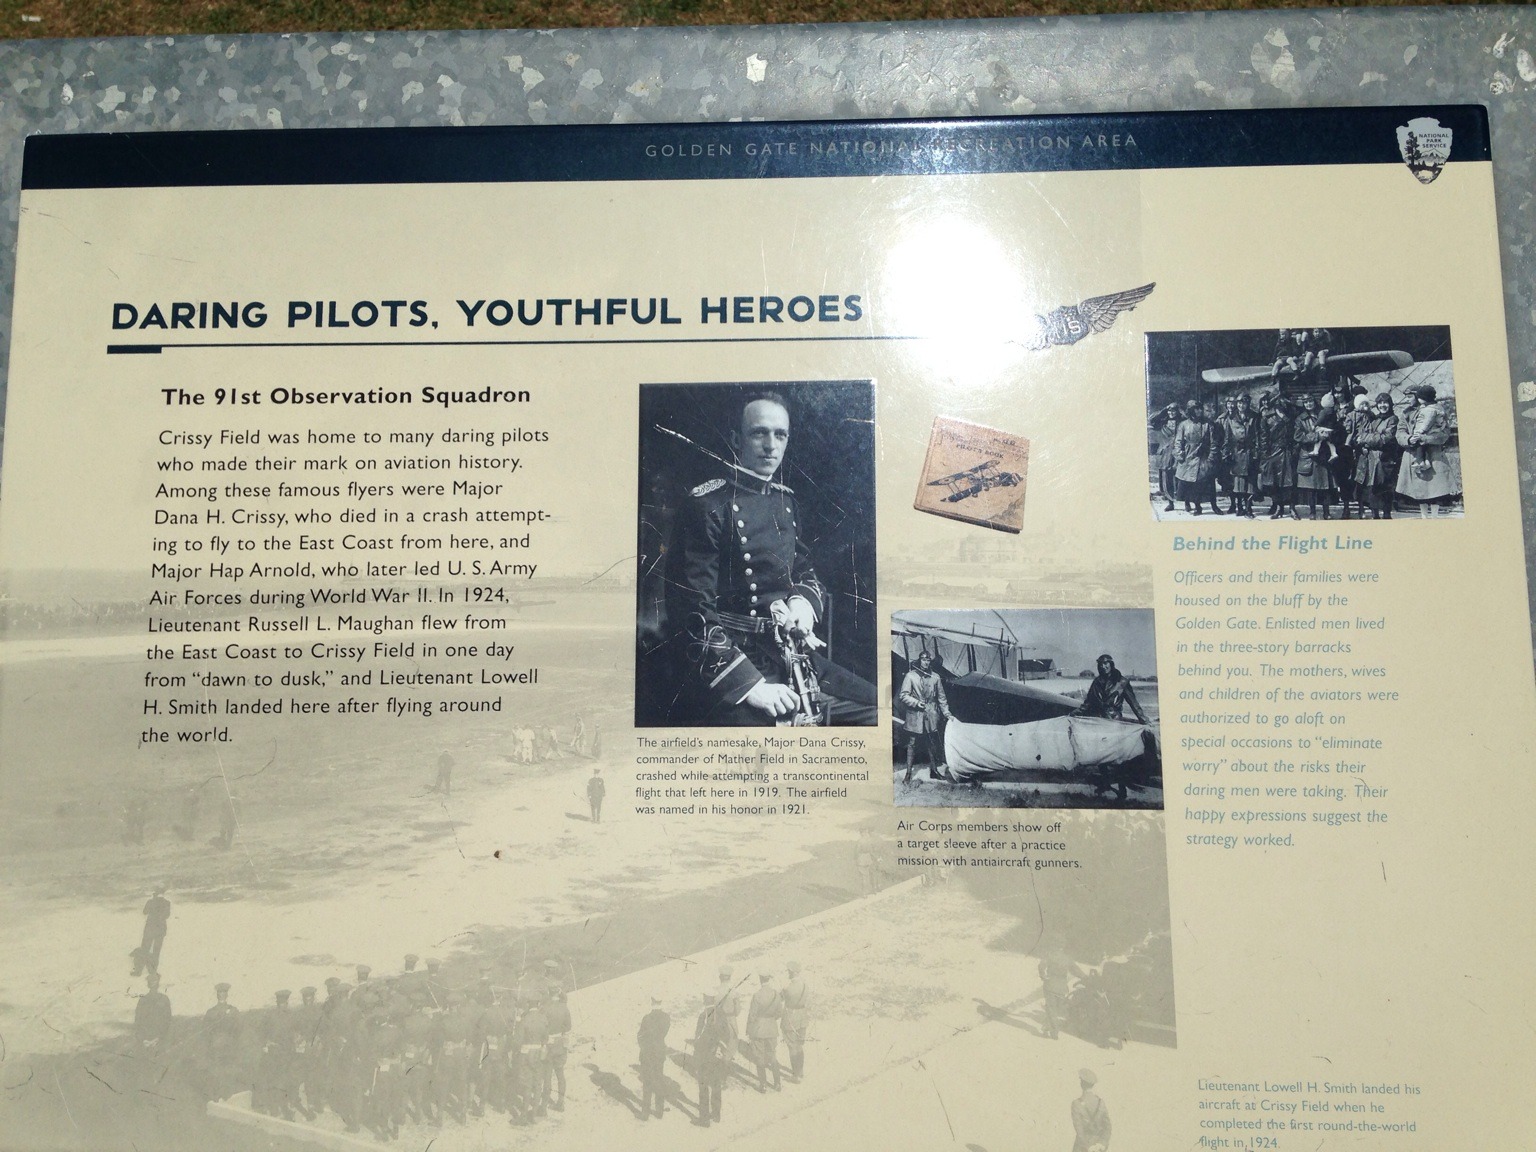 GOLDEN GATE NATIONAL RECREATION AREA
NATIONAL
PARK
SERVICE
DARING PILOTS, YOUTHFUL HEROES
The 91st Observation Squadron
Crissy Field was home to many daring pilots
who made their mark on aviation history.
Among these famous flyers were Major
Dana H. Crissy, who died in a crash attempt-
ing to fly to the East Coast from here, and
Major Hap Arnold, who later led U. S. Army
Air Forces during World War II. In 1924,
Lieutenant Russell L. Maughan flew from
the East Coast to Crissy Field in one day
from “dawn to dusk,” and Lieutenant Lowell
H. Smith landed here after flying around
the world.
The airfield's namesake, Major Dana Crissy,
commander of Mather Field in Sacramento,
crashed while attempting a transcontinental
flight that left here in 1919. The airfield
was named in his honor in 1921.
PILOT'S BOOK
Air Corps members show off
a target sleeve after a practice
mission with antiaircraft gunners.
Behind the Flight Line
Officers and their families were
housed on the bluff by the
Golden Gate. Enlisted men lived
in the three-story barracks
behind you. The mothers, wives
and children of the aviators were
authorized to go aloft on
special occasions to “eliminate
worry” about the risks their
daring men were taking. Their
happy expressions suggest the
strategy worked.
Lieutenant Lowell H. Smith landed his
aircraft at Crissy Field when he
completed the first round-the-world
flight in 1924.